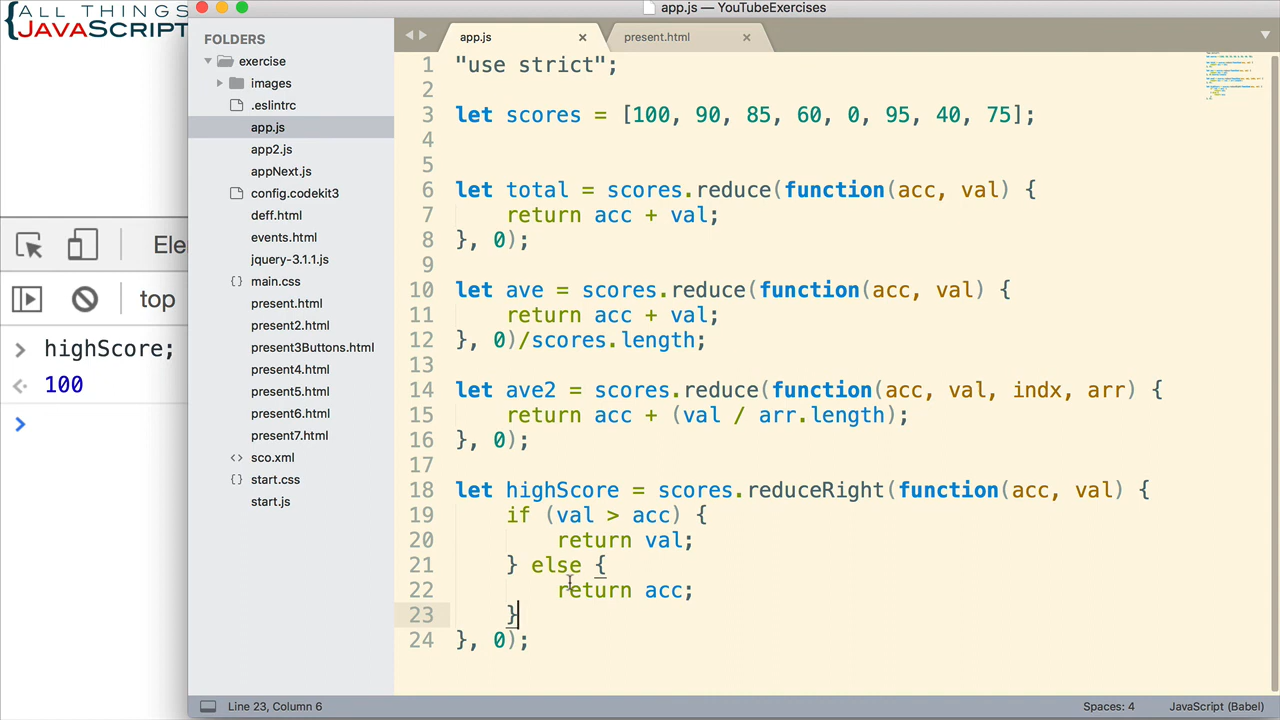 {ALL THINGS
JAVASCRIPT
app.js — YouTubeExercises
FOLDERS
exercise
images
.eslintrc
app.js
app2.js
appNext.js
config.codekit3
deff.html
events.html
jquery-3.1.1.js
main.css
present.html
present2.html
present3Buttons.html
present4.html
present5.html
present6.html
present7.html
sco.xml
start.css
start.js
Ele
top
> highScore;
100
app.js
present.html
1 "use strict";
2
3 let scores = [100, 90, 85, 60, 0, 95, 40, 75];
4
5
6 let total = scores.reduce(function(acc, val) {
7 return acc + val;
8 }, 0);
9
10 let ave = scores.reduce(function(acc, val) {
11 return acc + val;
12 }, 0)/scores.length;
13
14 let ave2 = scores.reduce(function(acc, val, indx, arr) {
15 return acc + (val / arr.length);
16 }, 0);
17
18 let highScore = scores.reduceRight(function(acc, val) {
19 if (val > acc) {
20 return val;
21 } else {
22 return acc;
23 }
24 }, 0);
Line 23, Column 6
Spaces: 4
JavaScript (Babel)